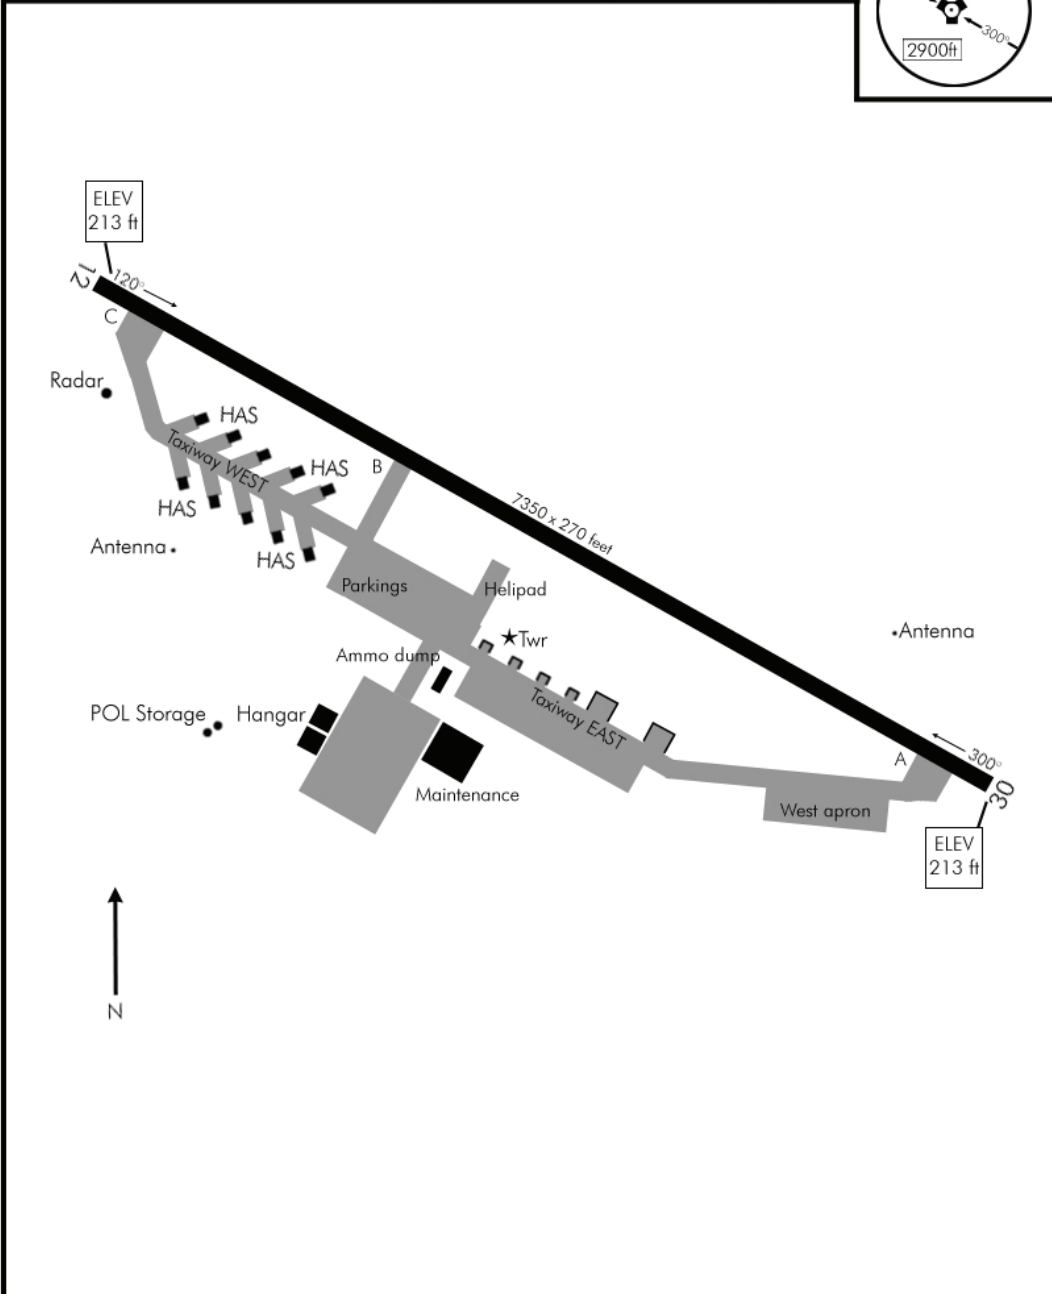 300°
2900ft
ELEV
213 ft
12
120°
C
Radar
HAS
Taxiway WEST
HAS
B
HAS
7350 x 270 feet
Antenna
HAS
Parkings
Helipad
Antenna
Twr
Ammo dump
POL Storage
Hangar
Taxiway EAST
A
300°
30
Maintenance
West apron
ELEV
213 ft
N